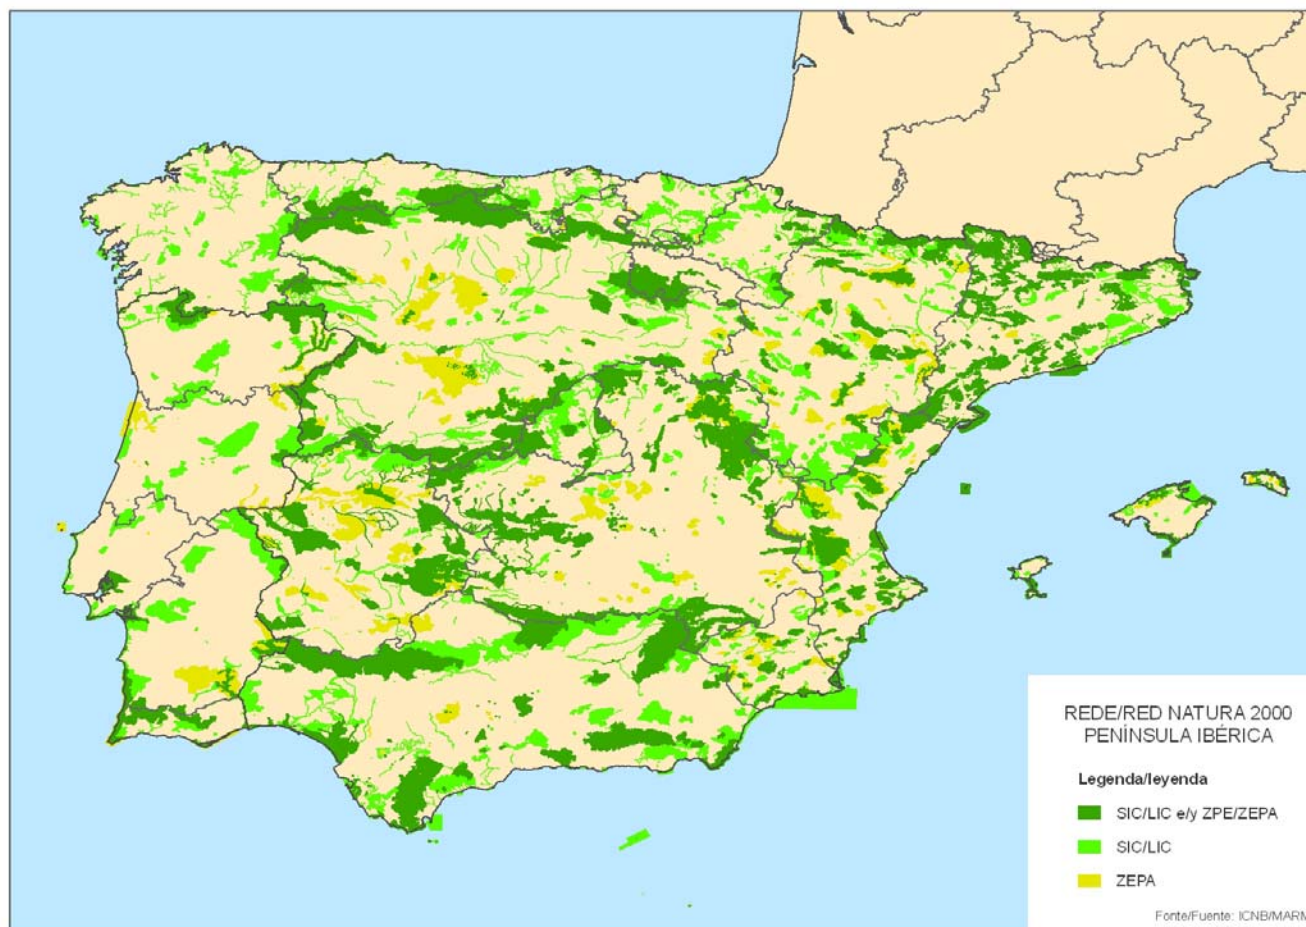 REDE/RED NATURA 2000
PENÍNSULA IBÉRICA
Legenda/leyenda
SIC/LIC e/y ZPE/ZEPA
SIC/LIC
ZEPA
Fonte/Fuente: ICNB/MARM